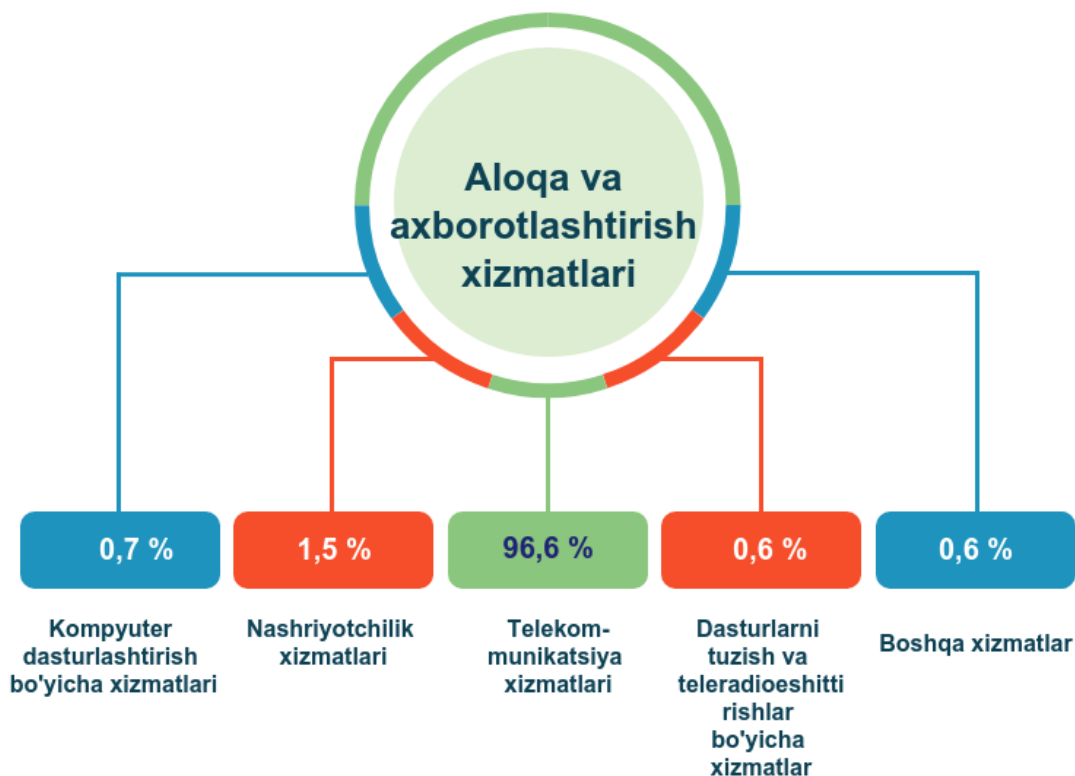 Aloqa va
axborotlashtirish
xizmatlari
0,7 %
1,5 %
96,6 %
0,6 %
0,6 %
Kompyuter
dasturlashtirish
bo'yicha xizmatlari
Nashriyotchilik
xizmatlari
Telekom-
munikatsiya
xizmatlari
Dasturlarni
tuzish va
teleradioeshitti
rishlar
bo'yicha
xizmatlar
Boshqa xizmatlar